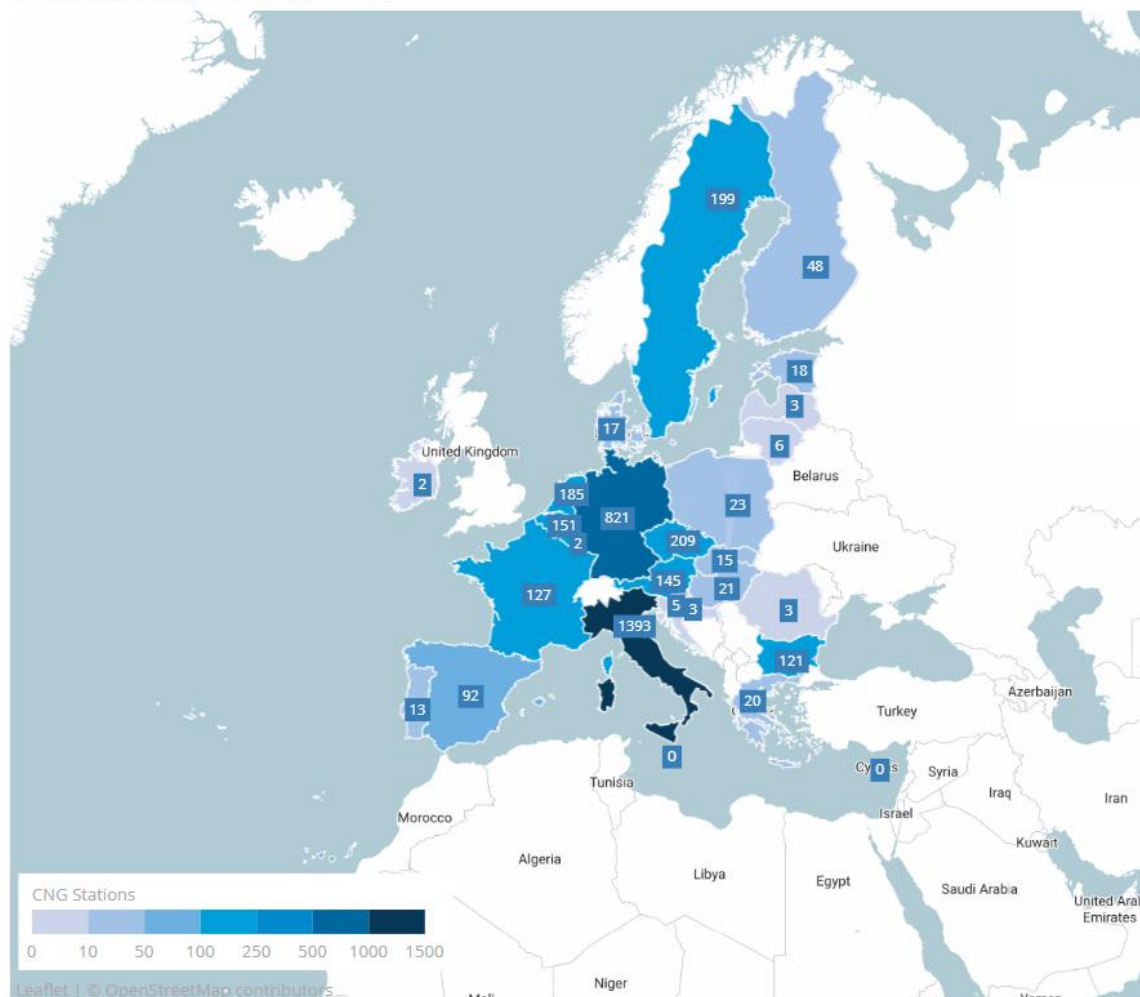 199
48
18
3
17
6
United Kingdom
Belarus
2
185
23
151
821
2
209
Ukraine
15
145
21
127
5
3
3
1393
121
92
Azerbaijan
13
20
Turkey
0
0
Syria
Tunisia
Iraq
Iran
Israel
Morocco
Kuwait
Algeria
Libya
Egypt
Saudi Arabia
CNG Stations
United Arab
Emirates
0 10 50 100 250 500 1000 1500
Niger
Leaflet | © OpenStreetMap contributors